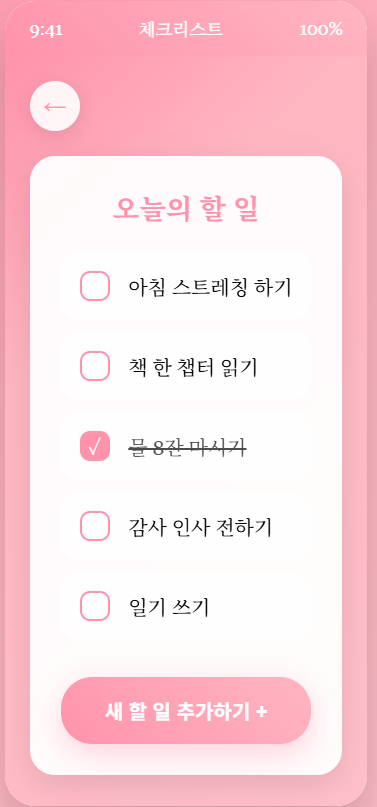 9:41 체크리스트 100%
←
오늘의 할 일
아침 스트레칭 하기
책 한 챕터 읽기
✓ 물 8잔 마시기
감사 인사 전하기
일기 쓰기
새 할 일 추가하기 +